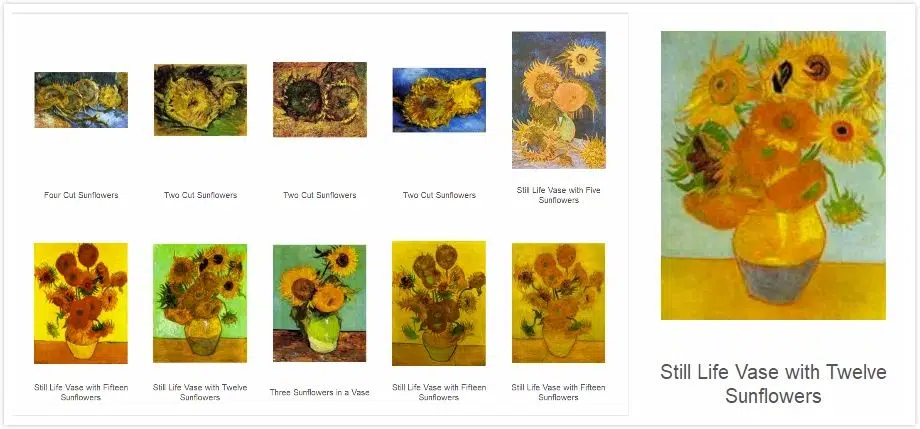 Four Cut Sunflowers
Two Cut Sunflowers
Two Cut Sunflowers
Two Cut Sunflowers
Still Life Vase with Five
Sunflowers
Still Life Vase with Fifteen
Sunflowers
Still Life Vase with Twelve
Sunflowers
Three Sunflowers in a Vase
Still Life Vase with Fifteen
Sunflowers
Still Life Vase with Fifteen
Sunflowers
Still Life Vase with Twelve
Sunflowers